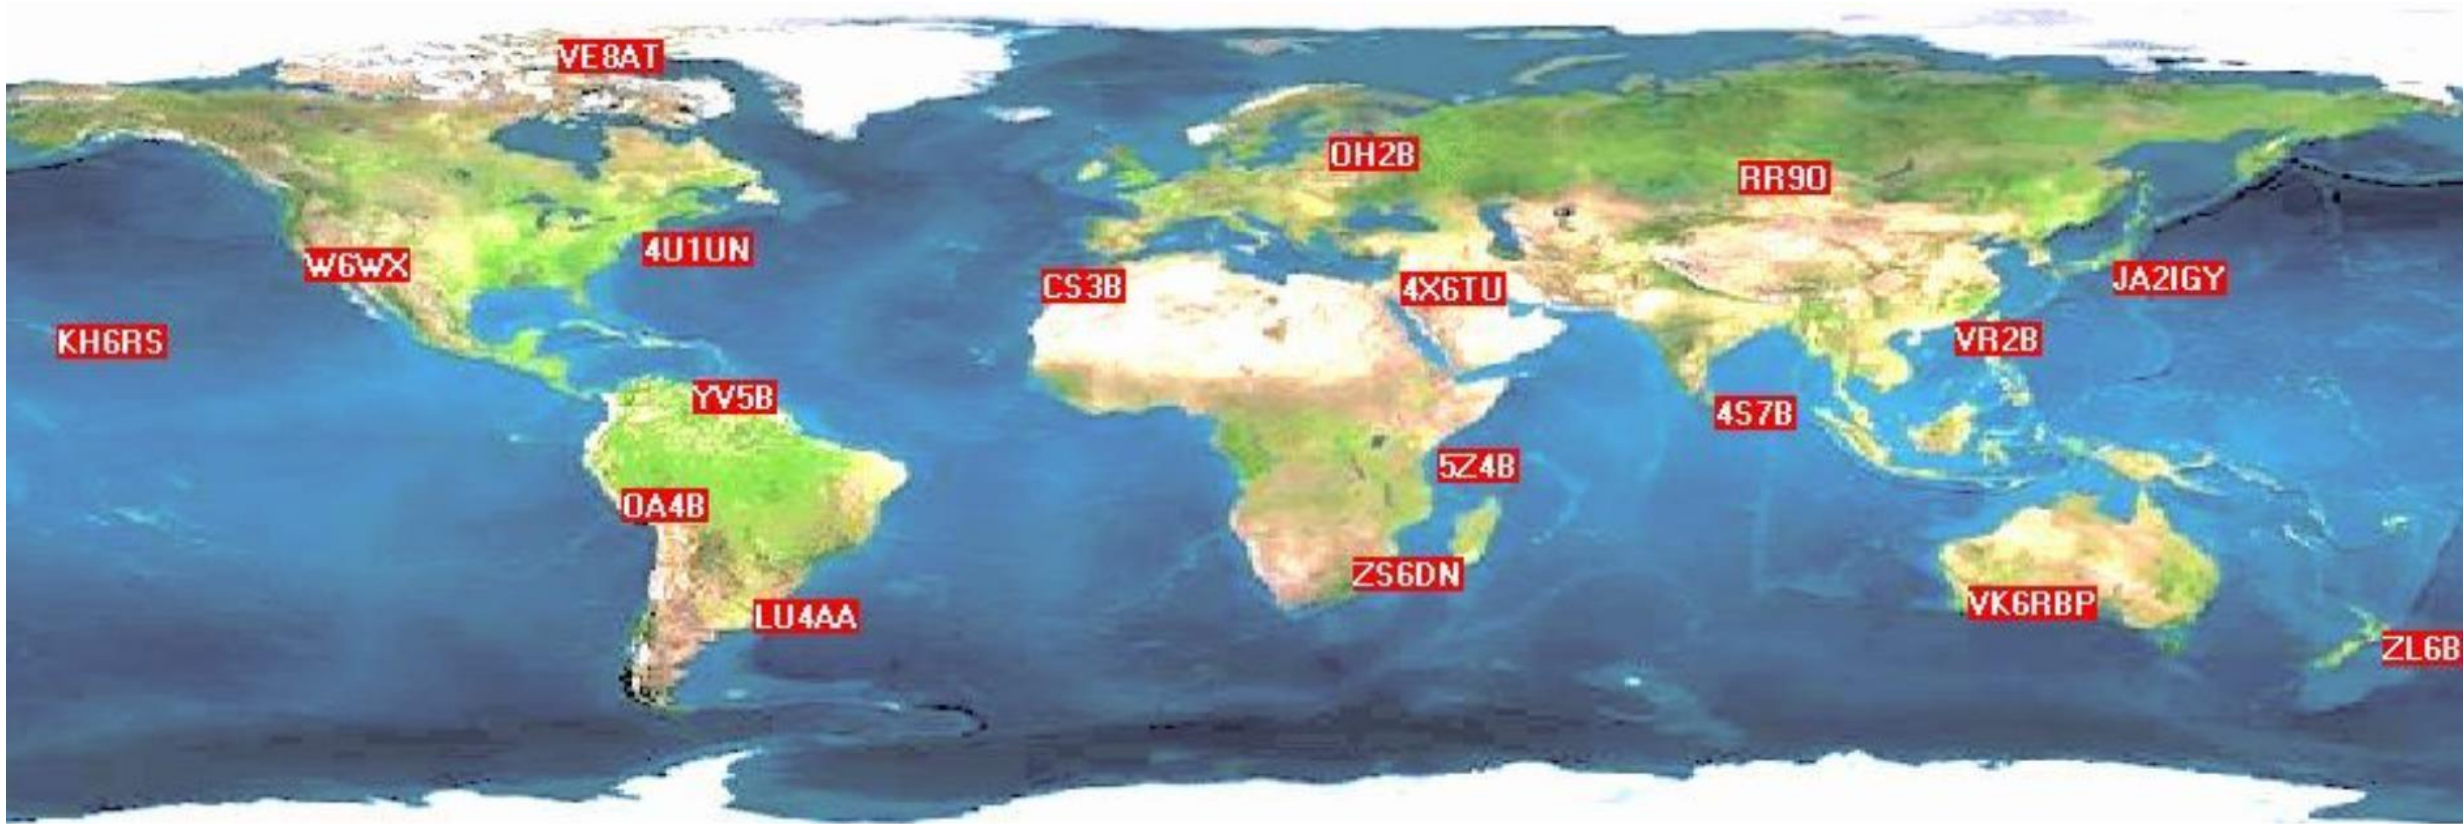 VE8AT
OH2B
RR9O
4U1UN
W6WX
CS3B
4X6TU
JA2IGY
KH6RS
VR2B
YV5B
4S7B
5Z4B
OA4B
ZS6DN
VK6RBP
LU4AA
ZL6B